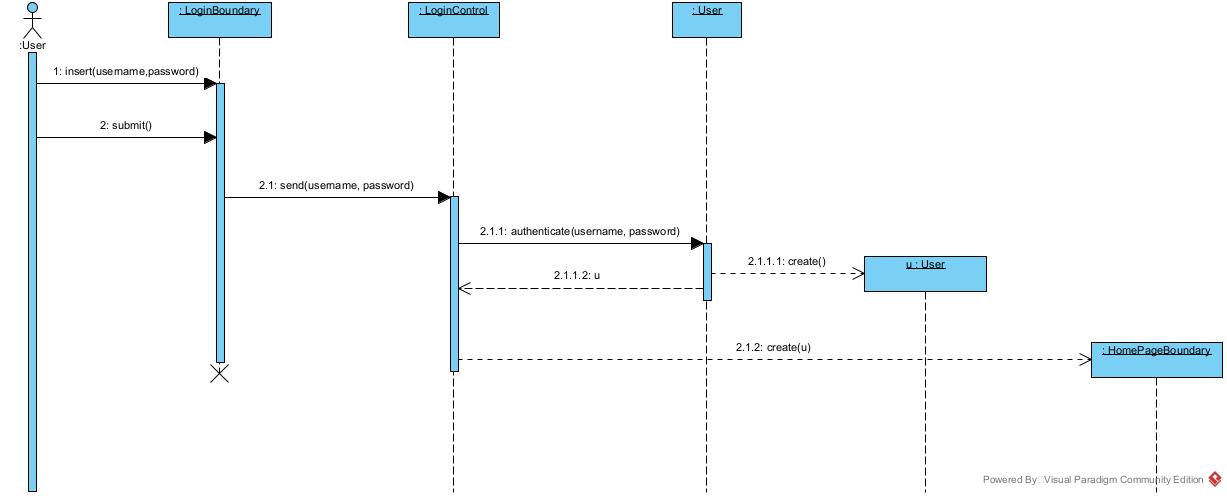 : LoginBoundary
: LoginControl
: User
:User
1: insert(username,password)
2: submit()
2.1: send(username, password)
2.1.1: authenticate(username, password)
2.1.1.1: create()
u : User
2.1.1.2: u
2.1.2: create(u)
: HomePageBoundary
Powered By Visual Paradigm Community Edition